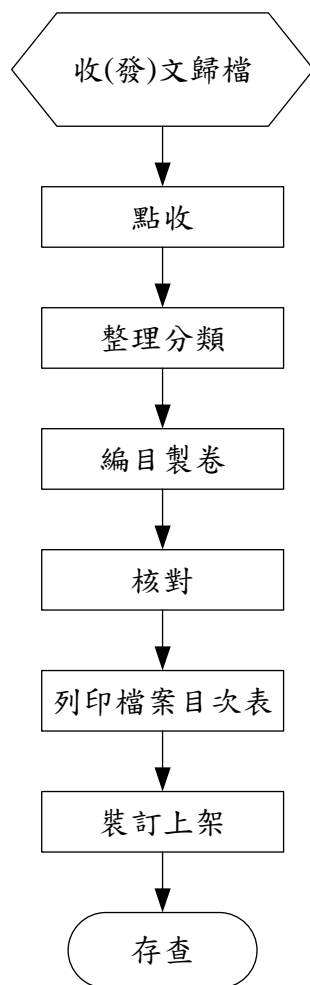 收(發)文歸檔
點收
整理分類
編目製卷
核對
列印檔案目次表
裝訂上架
存查